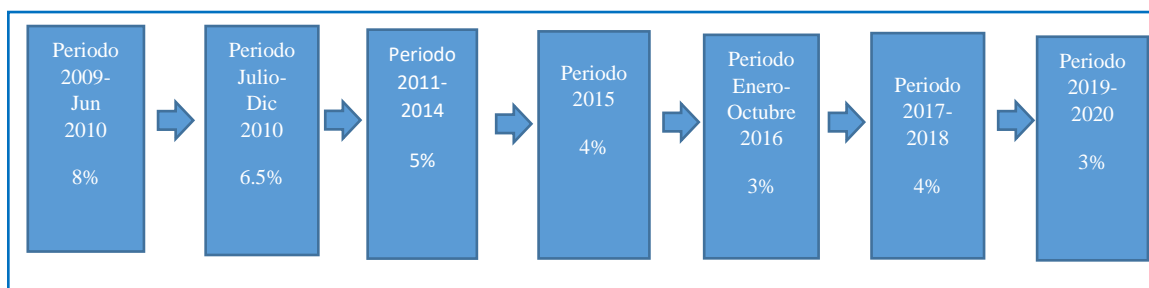 Periodo
2009-
Jun
2010
8%
Periodo
Julio-
Dic
2010
6.5%
Periodo
2011-
2014
5%
Periodo
2015
4%
Periodo
Enero-
Octubre
2016
3%
Periodo
2017-
2018
4%
Periodo
2019-
2020
3%